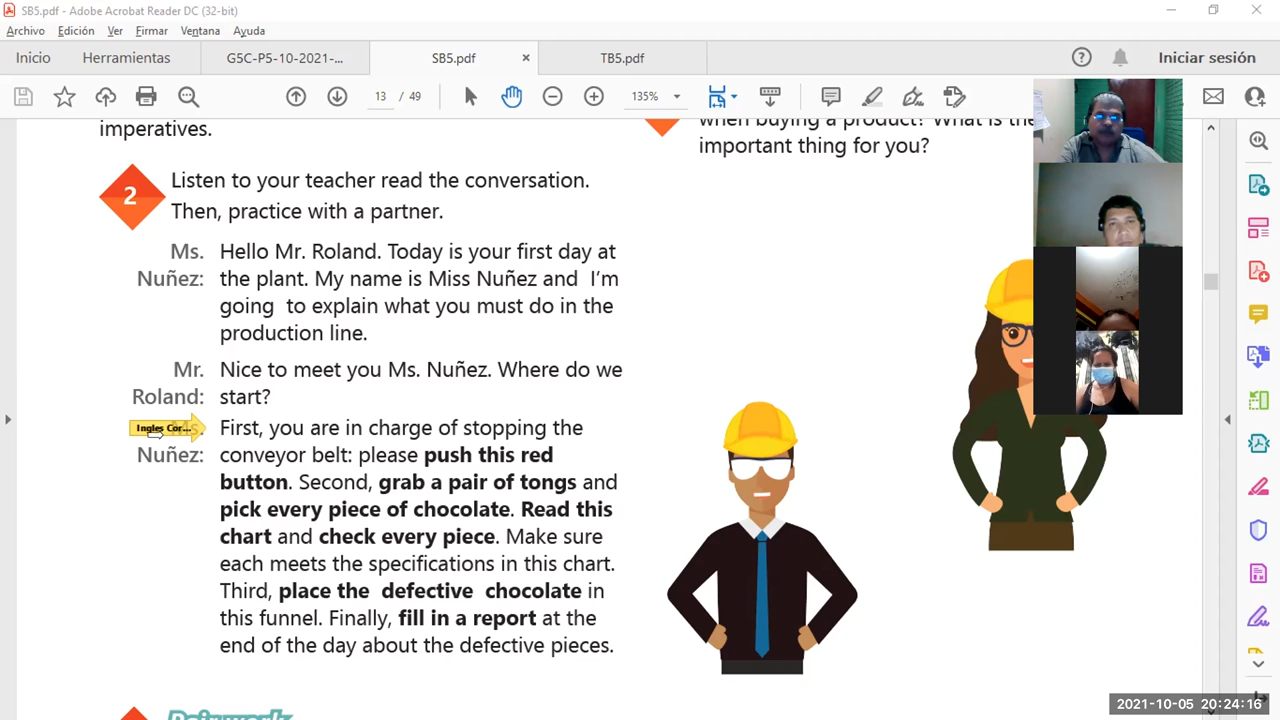 SB5.pdf - Adobe Acrobat Reader DC (32-bit)
Archivo Edición Ver Firmar Ventana Ayuda
Inicio Herramientas G5C-P5-10-2021-... SB5.pdf × TB5.pdf Iniciar sesión
13 / 49 135%
imperatives.
when buying a product? What is the
important thing for you?
2
Listen to your teacher read the conversation.
Then, practice with a partner.
Ms. Hello Mr. Roland. Today is your first day at
Nuñez: the plant. My name is Miss Nuñez and I'm
going to explain what you must do in the
production line.
Mr. Nice to meet you Ms. Nuñez. Where do we
Roland: start?
Ingles Cor... First, you are in charge of stopping the
Nuñez: conveyor belt: please push this red
button. Second, grab a pair of tongs and
pick every piece of chocolate. Read this
chart and check every piece. Make sure
each meets the specifications in this chart.
Third, place the defective chocolate in
this funnel. Finally, fill in a report at the
end of the day about the defective pieces.
Pair work
2021-10-05 20:24:16